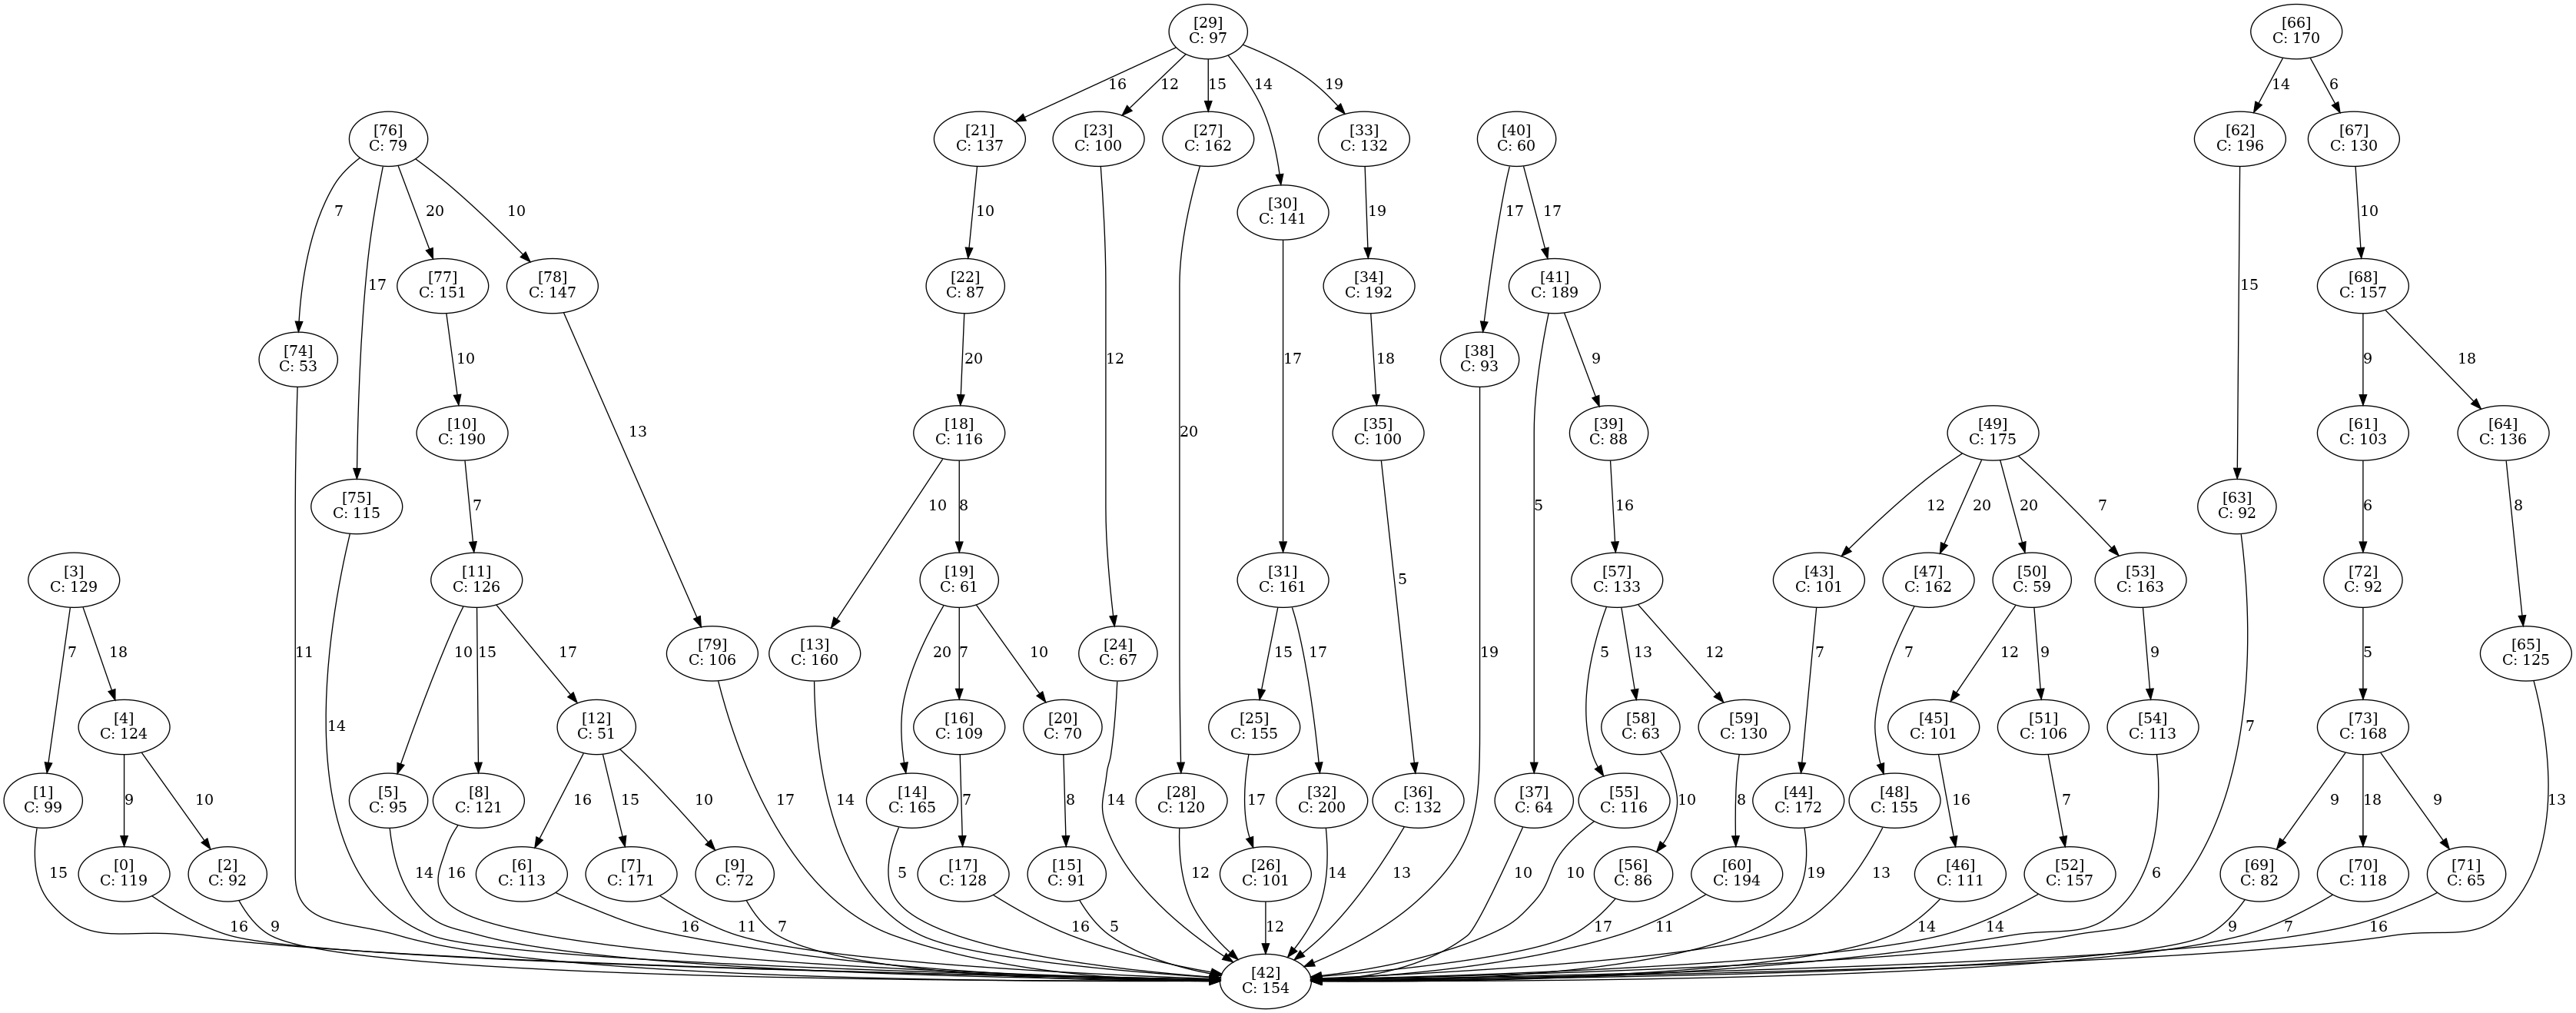 [29]
C: 97
[66]
C: 170
16
12
15
14
19
14
6
[76]
C: 79
[21]
C: 137
[23]
C: 100
[27]
C: 162
[33]
C: 132
[40]
C: 60
[62]
C: 196
[67]
C: 130
7
20
10
10
[30]
C: 141
19
17
17
10
17
[77]
C: 151
[78]
C: 147
[22]
C: 87
[34]
C: 192
[41]
C: 189
15
[68]
C: 157
[74]
C: 53
10
20
12
17
18
[38]
C: 93
9
9
18
[10]
C: 190
13
[18]
C: 116
20
[35]
C: 100
[39]
C: 88
[49]
C: 175
[61]
C: 103
[64]
C: 136
[75]
C: 115
7
10
8
5
16
12
20
20
7
[63]
C: 92
6
8
[3]
C: 129
[11]
C: 126
[19]
C: 61
[31]
C: 161
5
[57]
C: 133
[43]
C: 101
[47]
C: 162
[50]
C: 59
[53]
C: 163
[72]
C: 92
7
18
11
10
15
17
[79]
C: 106
[13]
C: 160
20
7
10
[24]
C: 67
15
17
19
5
13
12
7
7
12
9
9
5
[65]
C: 125
[4]
C: 124
14
[12]
C: 51
[16]
C: 109
[20]
C: 70
[25]
C: 155
[58]
C: 63
[59]
C: 130
[45]
C: 101
[51]
C: 106
[54]
C: 113
7
[73]
C: 168
[1]
C: 99
9
10
[5]
C: 95
[8]
C: 121
16
15
10
17
14
[14]
C: 165
7
8
14
[28]
C: 120
17
[32]
C: 200
[36]
C: 132
[37]
C: 64
[55]
C: 116
10
8
[44]
C: 172
[48]
C: 155
16
7
9
18
9
13
15
[0]
C: 119
[2]
C: 92
14
16
[6]
C: 113
[7]
C: 171
[9]
C: 72
5
[17]
C: 128
[15]
C: 91
12
[26]
C: 101
14
13
10
10
[56]
C: 86
[60]
C: 194
19
13
[46]
C: 111
[52]
C: 157
6
[69]
C: 82
[70]
C: 118
[71]
C: 65
16
9
16
11
7
16
5
12
17
11
14
14
9
7
16
[42]
C: 154